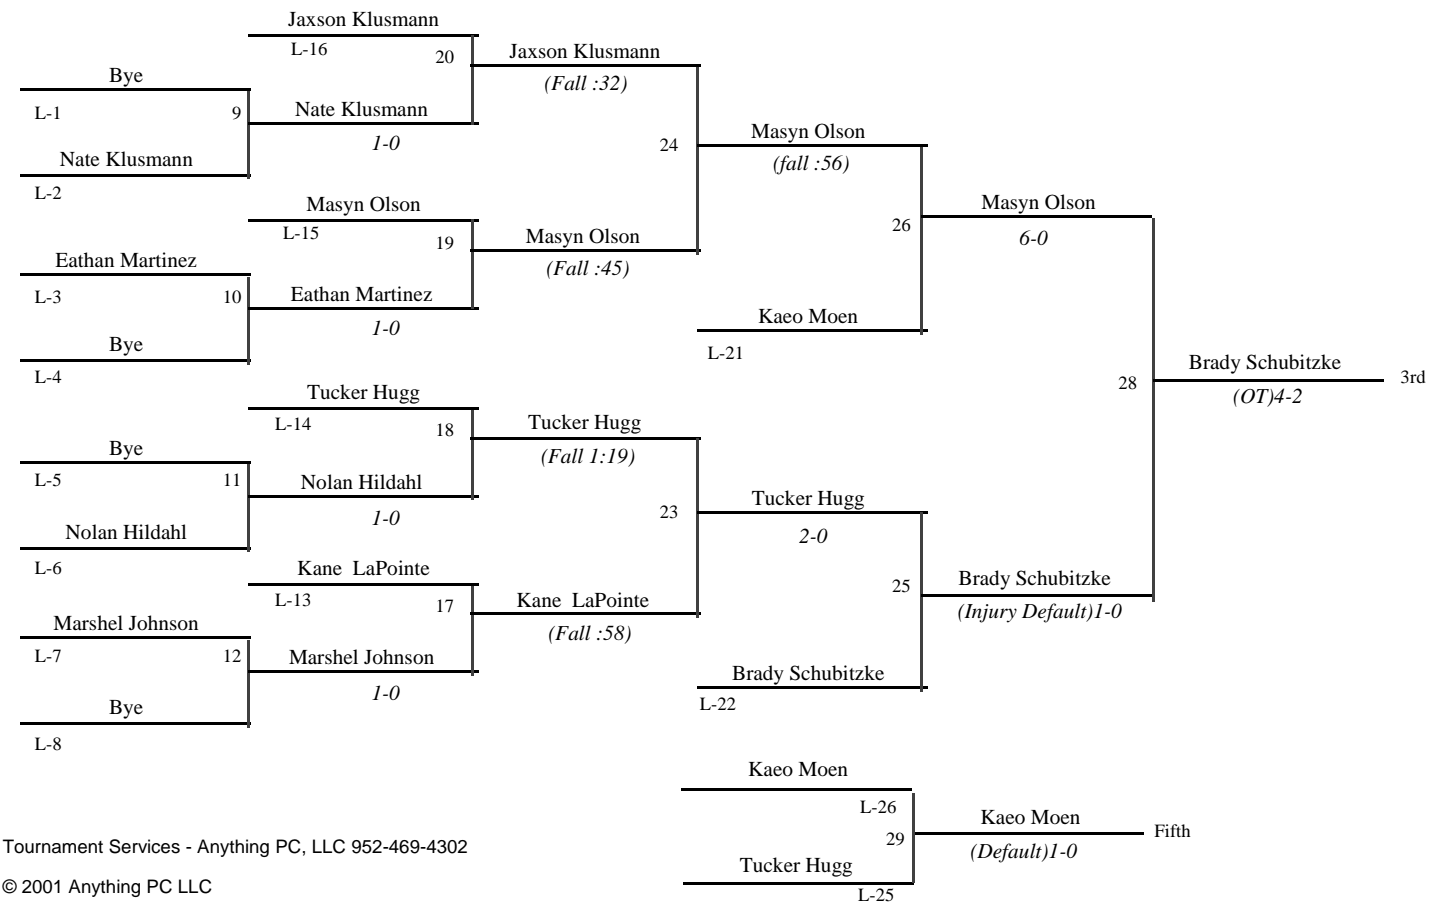 Jaxson Klusmann
L-16
20
Jaxson Klusmann
(Fall :32)
Bye
L-1
9
Nate Klusmann
1-0
Nate Klusmann
L-2
24
Masyn Olson
(fall :56)
Masyn Olson
L-15
19
Masyn Olson
(Fall :45)
Eathan Martinez
L-3
10
Eathan Martinez
1-0
Bye
L-4
26
Masyn Olson
6-0
Kaeo Moen
L-21
Tucker Hugg
L-14
18
Tucker Hugg
(Fall 1:19)
Bye
L-5
11
Nolan Hildahl
1-0
Nolan Hildahl
L-6
23
Tucker Hugg
2-0
Kane  LaPointe
L-13
17
Kane  LaPointe
(Fall :58)
Marshel Johnson
L-7
12
Marshel Johnson
1-0
Bye
L-8
25
Brady Schubitzke
(Injury Default)1-0
Brady Schubitzke
L-22
28
Brady Schubitzke
3rd
(OT)4-2
Kaeo Moen
L-26
29
Kaeo Moen
Fifth
(Default)1-0
Tucker Hugg
L-25
Tournament Services - Anything PC, LLC 952-469-4302
© 2001 Anything PC LLC